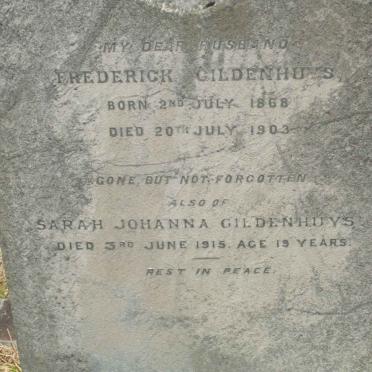 MY DEAR HUSBAND
FREDERICK GILDENHUYS,
BORN 2ND JULY 1868
DIED 20TH JULY, 1903
GONE, BUT NOT FORGOTTEN
ALSO OF
SARAH JOHANNA GILDENHUYS
DIED 3RD JUNE 1915. AGE 19 YEARS.
REST IN PEACE.